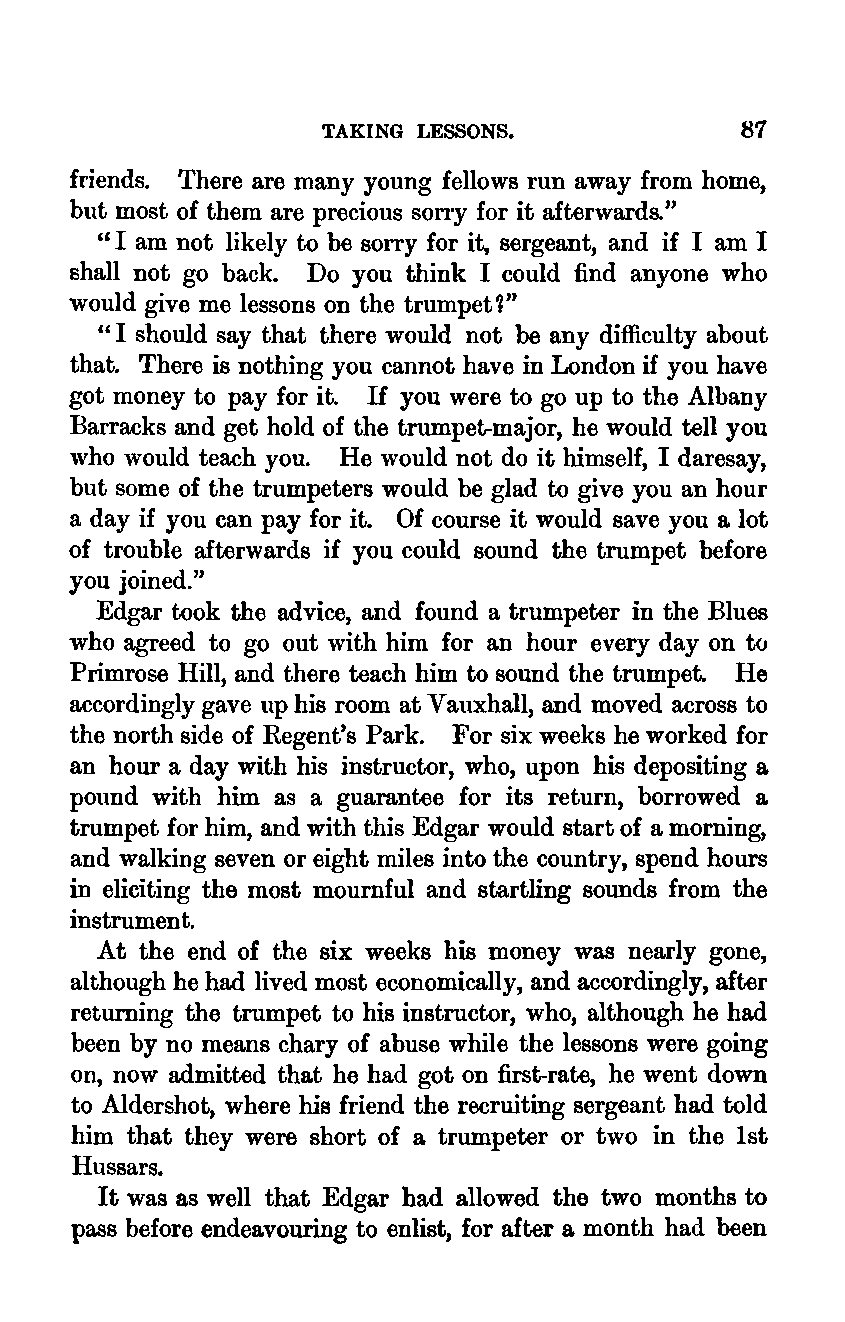 TAKING LESSONS. 87
friends. There are many young fellows run away from home,
but most of them are precious sorry for it afterwards."
"I am not likely to be sorry for it, sergeant, and if I am I
shall not go back. Do you think I could find anyone who
would give me lessons on the trumpet?"
"I should say that there would not be any difficulty about
that. There is nothing you cannot have in London if you have
got money to pay for it. If you were to go up to the Albany
Barracks and get hold of the trumpet-major, he would tell you
who would teach you. He would not do it himself, I daresay,
but some of the trumpeters would be glad to give you an hour
a day if you can pay for it. Of course it would save you a lot
of trouble afterwards if you could sound the trumpet before
you joined."
Edgar took the advice, and found a trumpeter in the Blues
who agreed to go out with him for an hour every day on to
Primrose Hill, and there teach him to sound the trumpet. He
accordingly gave up his room at Vauxhall, and moved across to
the north side of Regent's Park. For six weeks he worked for
an hour a day with his instructor, who, upon his depositing a
pound with him as a guarantee for its return, borrowed a
trumpet for him, and with this Edgar would start of a morning,
and walking seven or eight miles into the country, spend hours
in eliciting the most mournful and startling sounds from the
instrument.
At the end of the six weeks his money was nearly gone,
although he had lived most economically, and accordingly, after
returning the trumpet to his instructor, who, although he had
been by no means chary of abuse while the lessons were going
on, now admitted that he had got on first-rate, he went down
to Aldershot, where his friend the recruiting sergeant had told
him that they were short of a trumpeter or two in the 1st
Hussars.
It was as well that Edgar had allowed the two months to
pass before endeavouring to enlist, for after a month had been